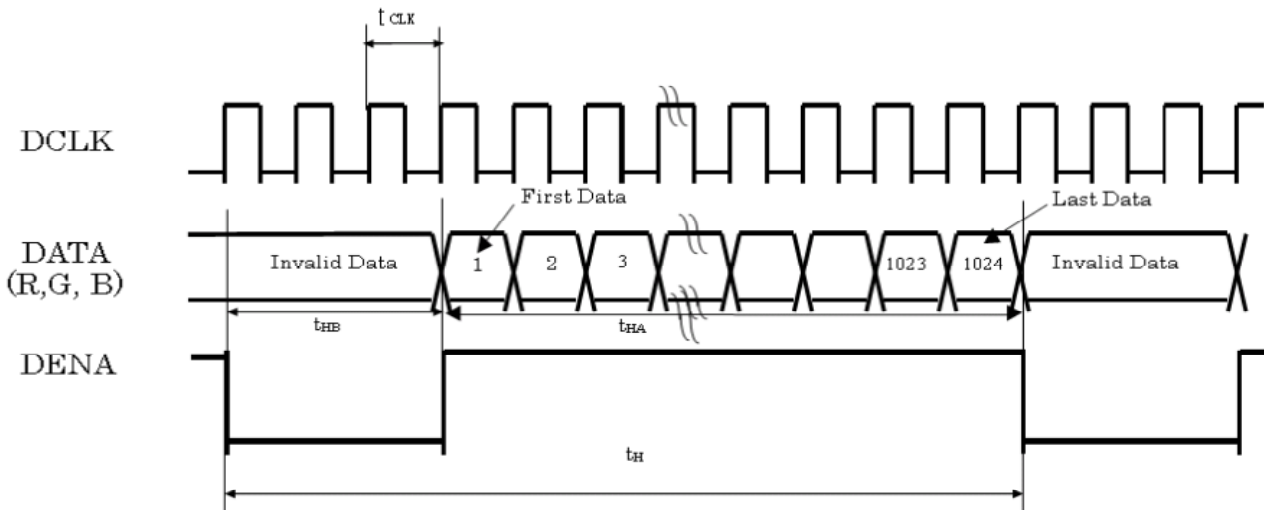 t CLK
DCLK
First Data
Last Data
DATA
(R,G, B)
Invalid Data
1
2
3
1023
1024
Invalid Data
tHB
tHA
DENA
tH